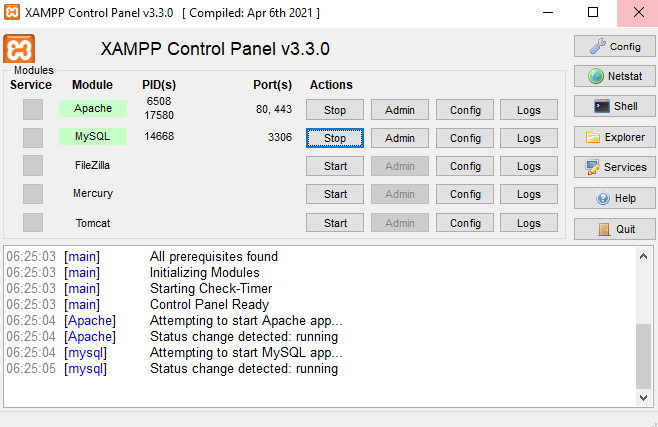 XAMPP Control Panel v3.3.0 [ Compiled: Apr 6th 2021 ]
XAMPP Control Panel v3.3.0
Config
Modules
Service Module PID(s) Port(s) Actions
Netstat
Apache 6508 17580 80, 443 Stop Admin Config Logs
Shell
MySQL 14668 3306 Stop Admin Config Logs
Explorer
FileZilla Start Admin Config Logs
Services
Mercury Start Admin Config Logs
Help
Tomcat Start Admin Config Logs
Quit
06:25:03 [main] All prerequisites found
06:25:03 [main] Initializing Modules
06:25:03 [main] Starting Check-Timer
06:25:03 [main] Control Panel Ready
06:25:04 [Apache] Attempting to start Apache app...
06:25:04 [Apache] Status change detected: running
06:25:04 [mysql] Attempting to start MySQL app...
06:25:05 [mysql] Status change detected: running